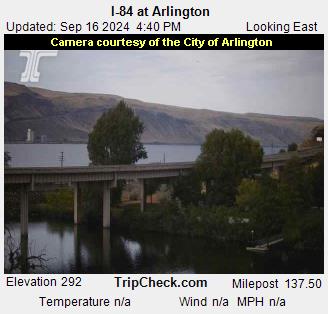 I-84 at Arlington
Updated: Sep 16 2024 4:40 PM Looking East
Camera courtesy of the City of Arlington
Elevation 292 TripCheck.com Milepost 137.50
Temperature n/a Wind n/a MPH n/a